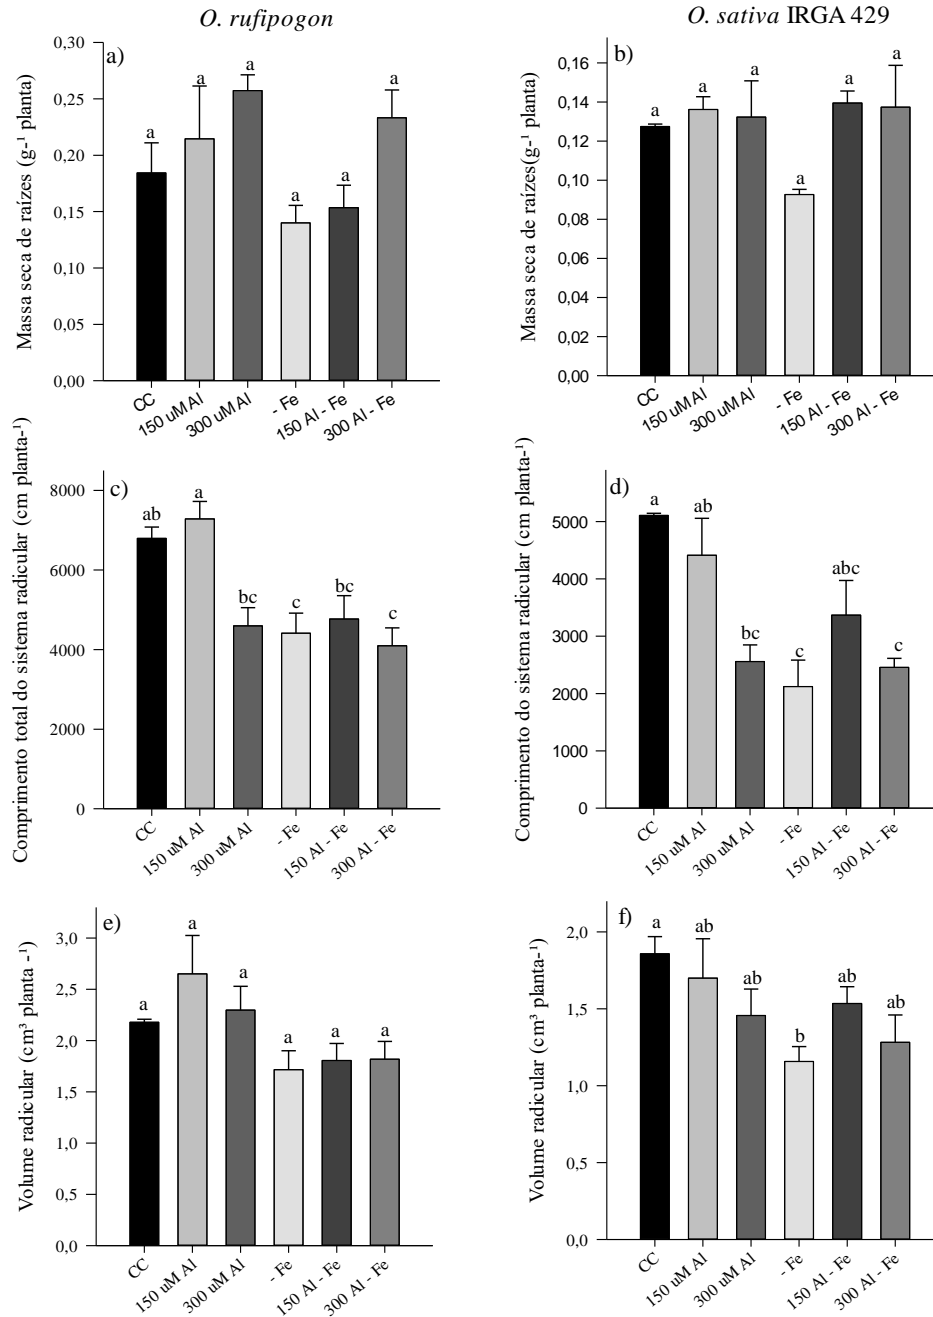 O. rufipogon
O. sativa IRGA 429
a)
Massa seca de raízes (g-¹ planta)
0,30
0,25
0,20
0,15
0,10
0,05
0,00
a
a
a
a
a
a
CC
150 uM Al
300 uM Al
- Fe
150 Al - Fe
300 Al - Fe
b)
Massa seca de raízes(g-¹ planta)
0,16
0,14
0,12
0,10
0,08
0,06
0,04
0,02
0,00
a
a
a
a
a
a
CC
150 uM Al
300 uM Al
- Fe
150 Al - Fe
300 Al - Fe
c)
Comprimento total do sistema radicular (cm planta-¹)
8000
6000
4000
2000
0
ab
a
bc
c
bc
c
CC
150 uM Al
300 uM Al
- Fe
150 Al - Fe
300 Al - Fe
d)
Comprimento do sistema radicular (cm planta-¹)
5000
4000
3000
2000
1000
0
a
ab
bc
c
abc
c
CC
150 uM Al
300 uM Al
- Fe
150 Al - Fe
300 Al - Fe
e)
Volume radicular (cm³ planta -¹)
3,0
2,5
2,0
1,5
1,0
0,5
0,0
a
a
a
a
a
a
CC
150 uM Al
300 uM Al
- Fe
150 Al - Fe
300 Al - Fe
f)
Volume radicular (cm³ planta-¹)
2,0
1,5
1,0
0,5
0,0
a
ab
ab
b
ab
ab
CC
150 uM Al
300 uM Al
- Fe
150 Al - Fe
300 Al - Fe